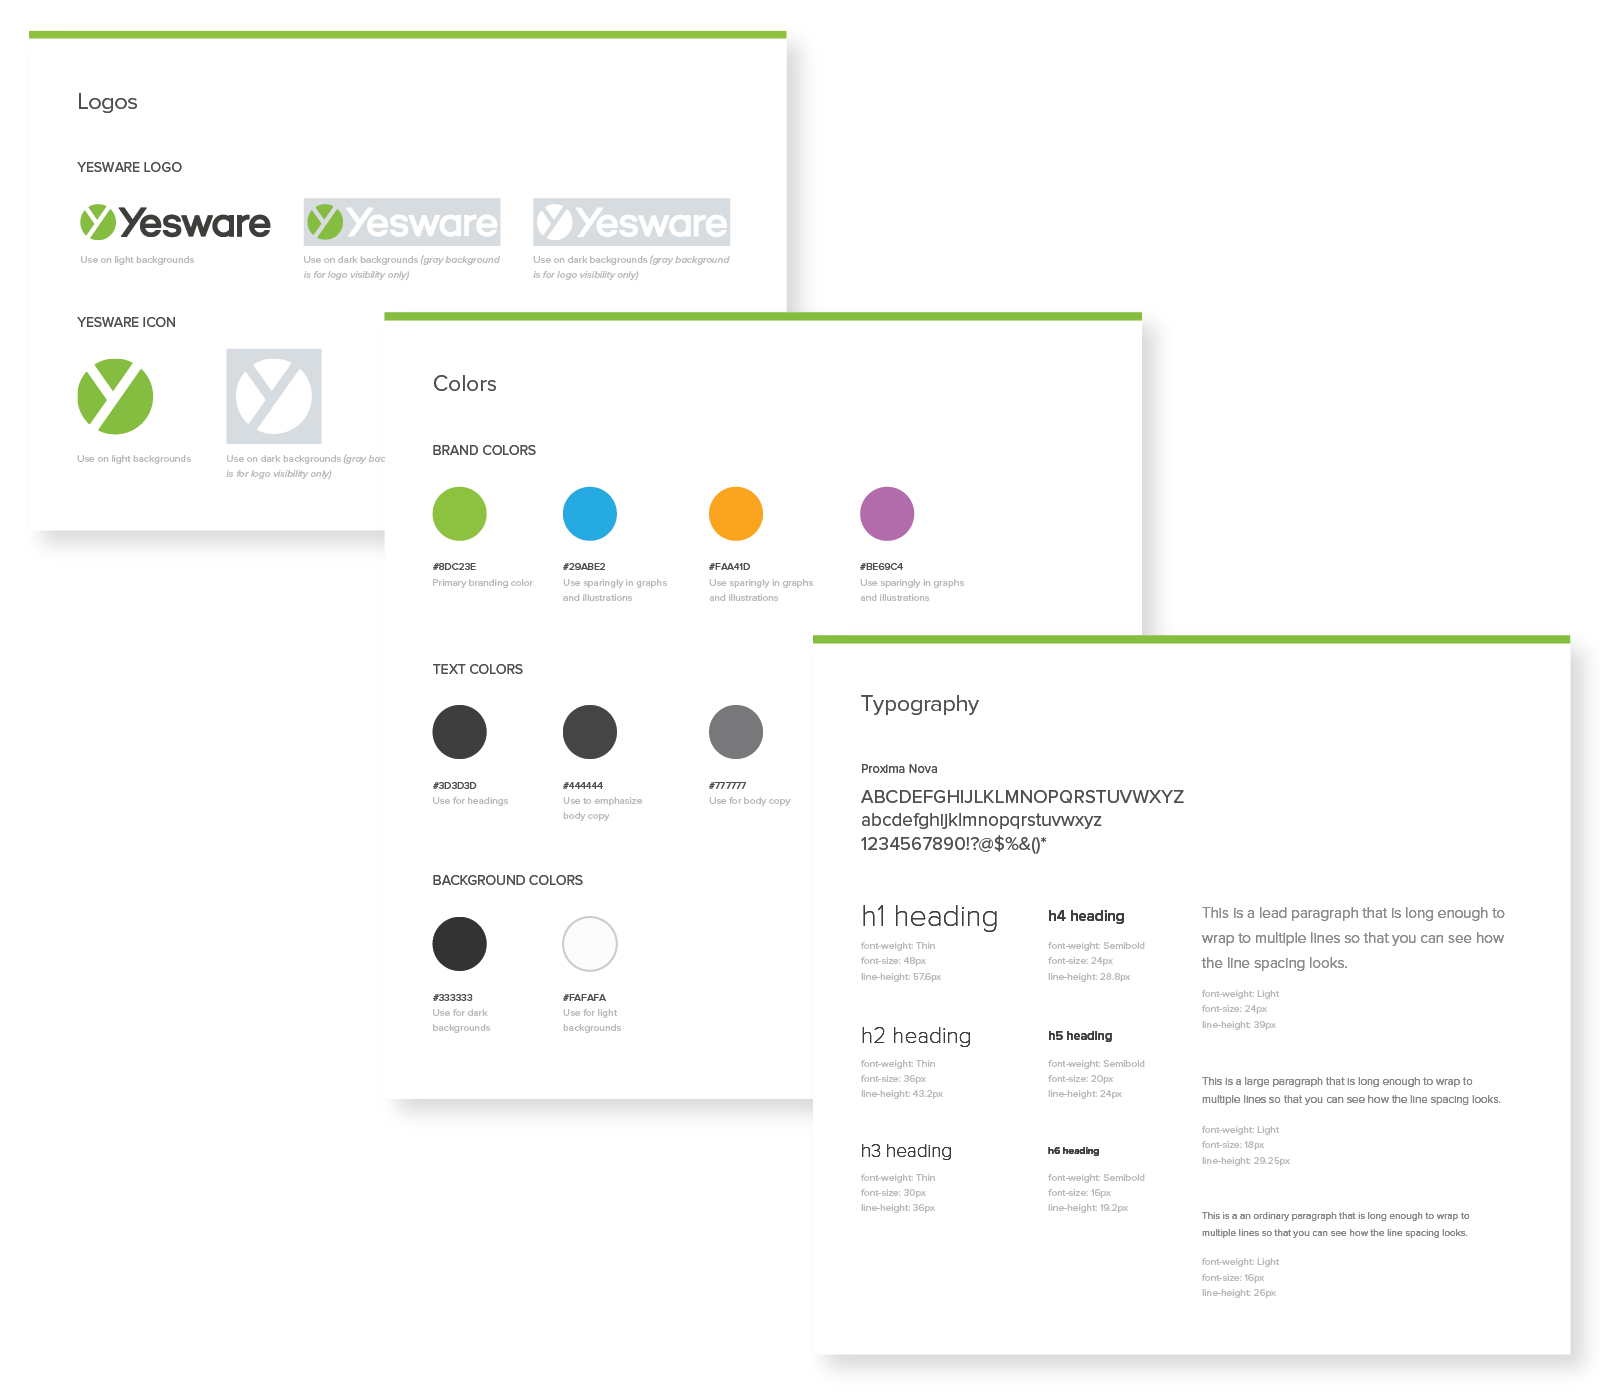 Logos
YESWARE LOGO
Yesware
Yesware
Yesware
Use on light backgrounds
Use on dark backgrounds (gray background
is for logo visibility only)
Use on dark backgrounds (gray background
is for logo visibility only)
YESWARE ICON
Use on light backgrounds
Use on dark backgrounds (gray bac
is for logo visibility only)
Colors
BRAND COLORS
#8DC23E
Primary branding color
#29ABE2
Use sparingly in graphs
and illustrations
#FAA41D
Use sparingly in graphs
and illustrations
#BE69C4
Use sparingly in graphs
and illustrations
TEXT COLORS
#3D3D3D
Use for headings
#444444
Use to emphasize
body copy
#777777
Use for body copy
BACKGROUND COLORS
#333333
Use for dark
backgrounds
#FAFAFA
Use for light
backgrounds
Typography
Proxima Nova
ABCDEFGHIJLKLMNOPQRSTUVWXYZ
abcdefghijklmnopqrstuvwxyz
1234567890!?@$%&()*
h1 heading
font-weight: Thin
font-size: 48px
line-height: 57.6px
h2 heading
font-weight: Thin
font-size: 36px
line-height: 43.2px
h3 heading
font-weight: Thin
font-size: 30px
line-height: 36px
h4 heading
font-weight: Semibold
font-size: 24px
line-height: 28.8px
h5 heading
font-weight: Semibold
font-size: 20px
line-height: 24px
h6 heading
font-weight: Semibold
font-size: 16px
line-height: 19.2px
This is a lead paragraph that is long enough to
wrap to multiple lines so that you can see how
the line spacing looks.
font-weight: Light
font-size: 24px
line-height: 39px
This is a large paragraph that is long enough to wrap to
multiple lines so that you can see how the line spacing looks.
font-weight: Light
font-size: 18px
line-height: 29.25px
This is a an ordinary paragraph that is long enough to wrap to
multiple lines so that you can see how the line spacing looks.
font-weight: Light
font-size: 16px
line-height: 26px